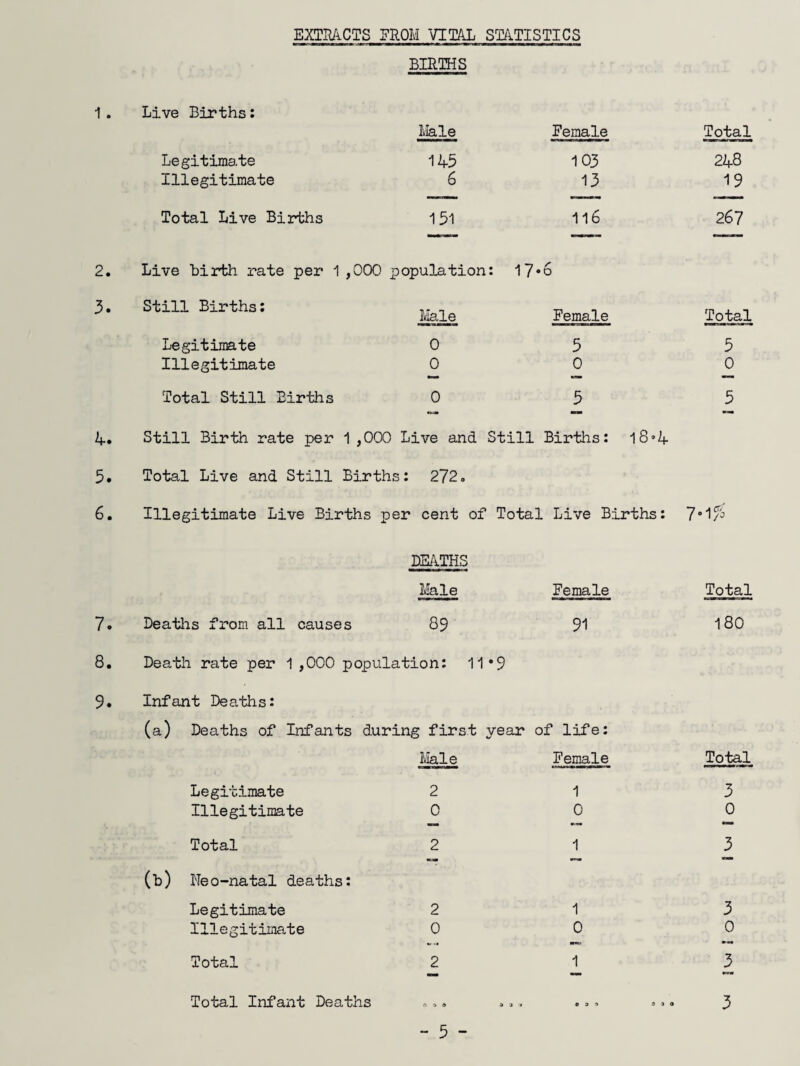 EXTRACTS FROM VITAL STATISTICS
BIRTHS
1. Live Births:
Male Female Total
Legitimate 145 103 248
Illegitimate 6 13 19
Total Live Births 151 116 267
2. Live birth rate per 1,000 population: 17·6
3. Still Births: Male Female Total
Legitimate 0 5 5
Illegitimate 0 0 0
Total Still Births 0 5 5
4. Still Birth rate per 1,000 Live and Still Births: 18·4
5. Total Live and Still Births: 272.
6. Illegitimate Live Births per cent of Total Live Births: 7·1%
DEATHS
Male Female Total
7. Deaths from all causes 89 91 180
8. Death rate per 1,000 population: 11·9
9. Infant Deaths:
(a) Deaths of Infants during first year of life:
Male Female Total
Legitimate 2 1 3
Illegitimate 0 0 0
Total 2 1 3
(b) Neo-natal deaths:
Legitimate 2 1 3
Illegitimate 0 0 0
Total 2 1 3
Total Infant Deaths ... ... ... ... 3
- 5 -